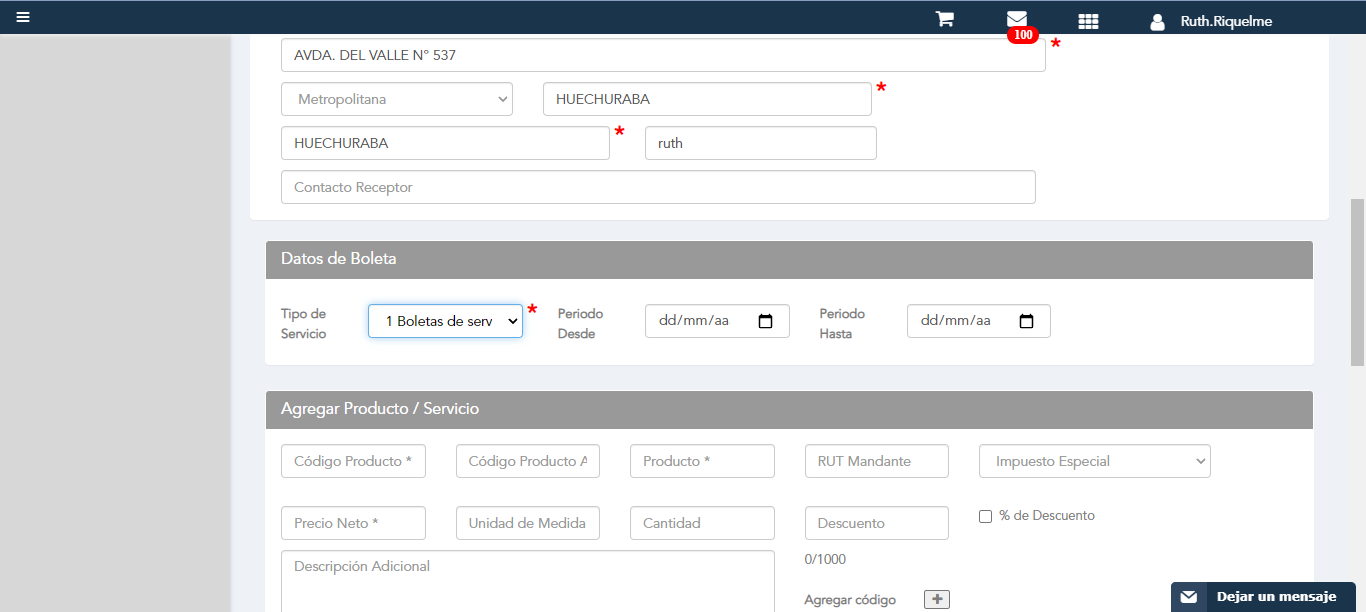 Ruth.Riquelme
100
AVDA. DEL VALLE Nº 537 *
Metropolitana HUECHURABA *
HUECHURABA * ruth
Contacto Receptor
Datos de Boleta
Tipo de Servicio 1 Boletas de serv * Periodo Desde dd/mm/aa Periodo Hasta dd/mm/aa
Agregar Producto / Servicio
Código Producto * Código Producto A Producto * RUT Mandante Impuesto Especial
Precio Neto * Unidad de Medida Cantidad Descuento % de Descuento
Descripción Adicional 0/1000
Agregar código +
Dejar un mensaje